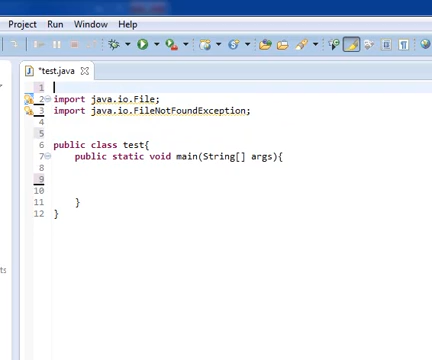 Project Run Window Help
*test.java
1
2 import java.io.File;
3 import java.io.FileNotFoundException;
4
5
6 public class test{
7 public static void main(String[] args){
8
9
10
11 }
12 }
ts